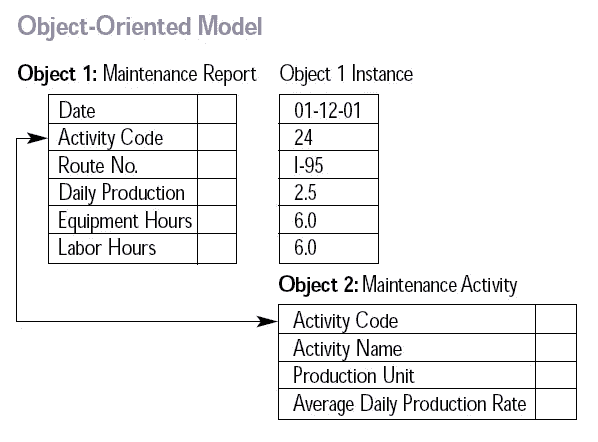 Object-Oriented Model
Object 1: Maintenance Report Object 1 Instance
Date 01-12-01
Activity Code 24
Route No. I-95
Daily Production 2.5
Equipment Hours 6.0
Labor Hours 6.0
Object 2: Maintenance Activity
Activity Code
Activity Name
Production Unit
Average Daily Production Rate